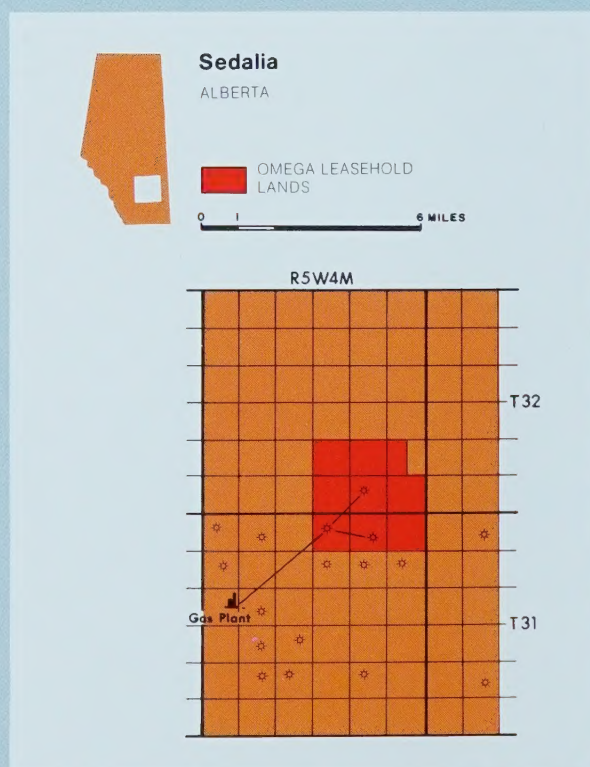 Sedalia
ALBERTA
OMEGA LEASEHOLD
LANDS
0 1 6 MILES
R5W4M
T32
Gas Plant
T31